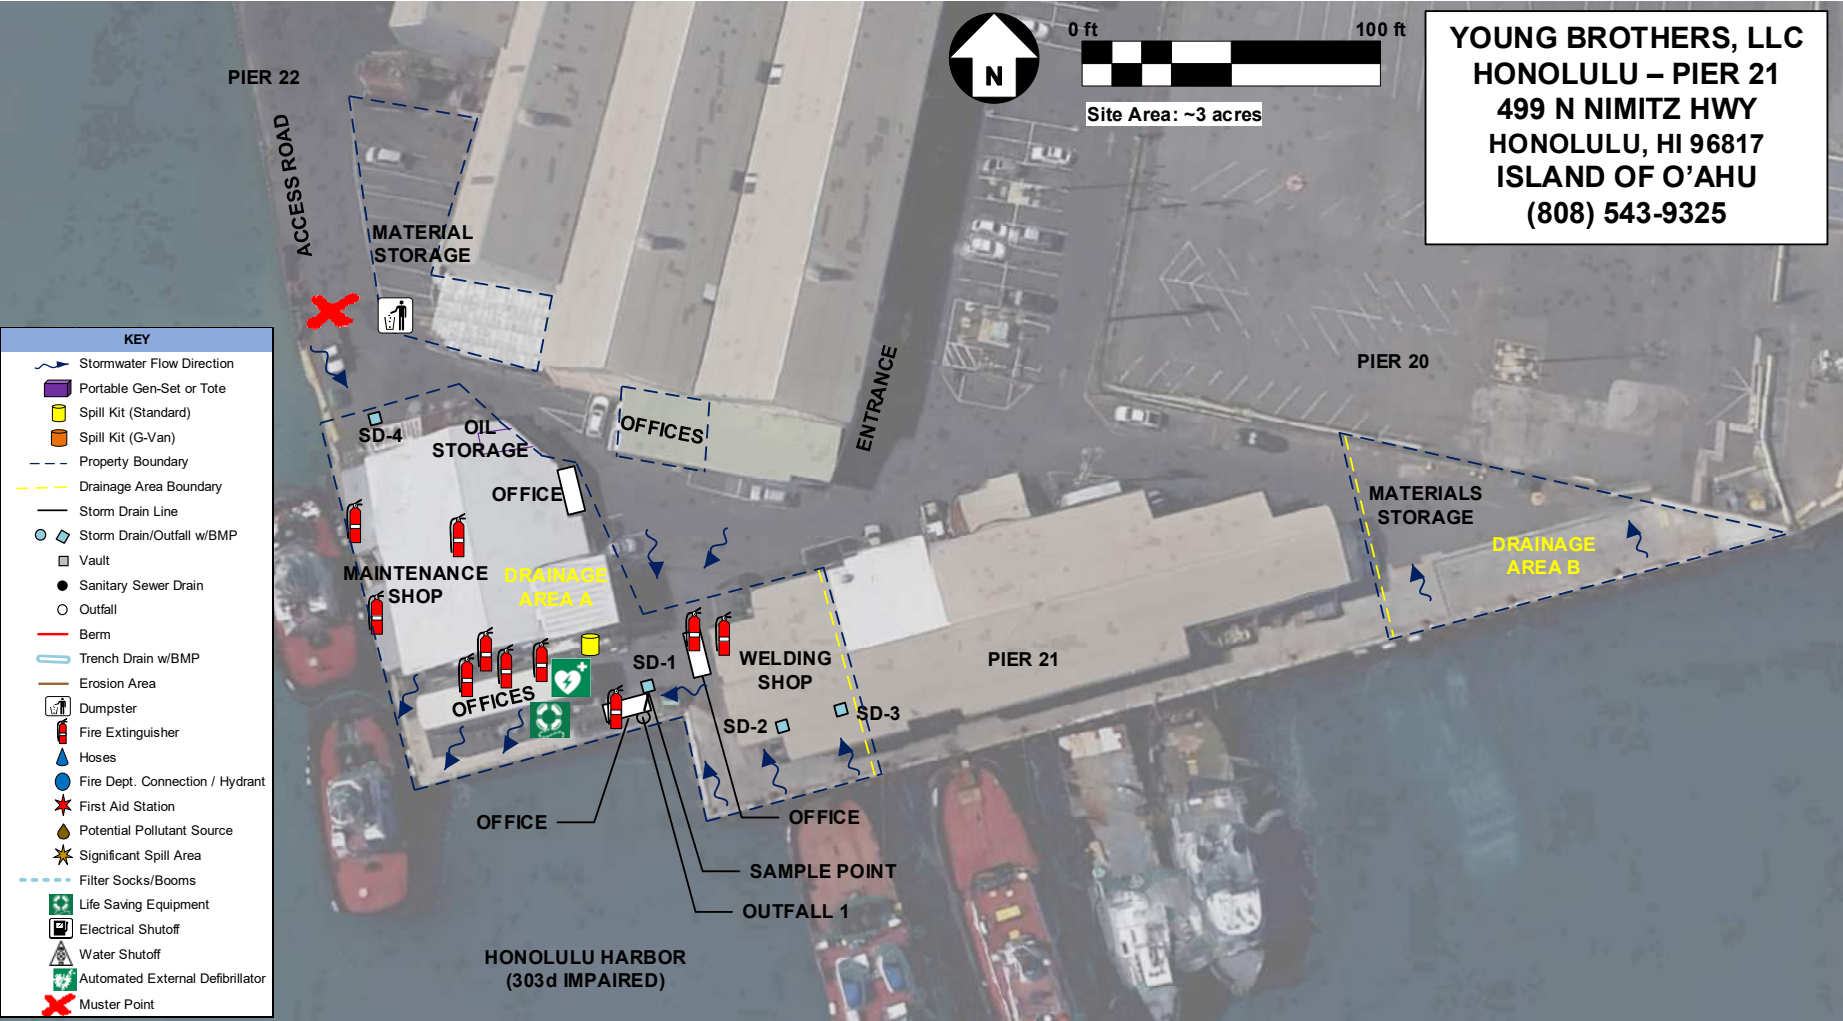 YOUNG BROTHERS, LLC
HONOLULU – PIER 21
499 N NIMITZ HWY
HONOLULU, HI 96817
ISLAND OF O'AHU
(808) 543-9325
0 ft
100 ft
N
Site Area: ~3 acres
PIER 22
ACCESS ROAD
MATERIAL
STORAGE
ENTRANCE
PIER 20
SD-4
OIL
STORAGE
OFFICES
OFFICE
MATERIALS
STORAGE
DRAINAGE
AREA B
MAINTENANCE
SHOP
DRAINAGE
AREA A
SD-1
WELDING
SHOP
PIER 21
OFFICES
SD-2
SD-3
OFFICE
OFFICE
SAMPLE POINT
OUTFALL 1
HONOLULU HARBOR
(303d IMPAIRED)
KEY
Stormwater Flow Direction
Portable Gen-Set or Tote
Spill Kit (Standard)
Spill Kit (G-Van)
Property Boundary
Drainage Area Boundary
Storm Drain Line
Storm Drain/Outfall w/BMP
Vault
Sanitary Sewer Drain
Outfall
Berm
Trench Drain w/BMP
Erosion Area
Dumpster
Fire Extinguisher
Hoses
Fire Dept. Connection / Hydrant
First Aid Station
Potential Pollutant Source
Significant Spill Area
Filter Socks/Booms
Life Saving Equipment
Electrical Shutoff
Water Shutoff
Automated External Defibrillator
Muster Point